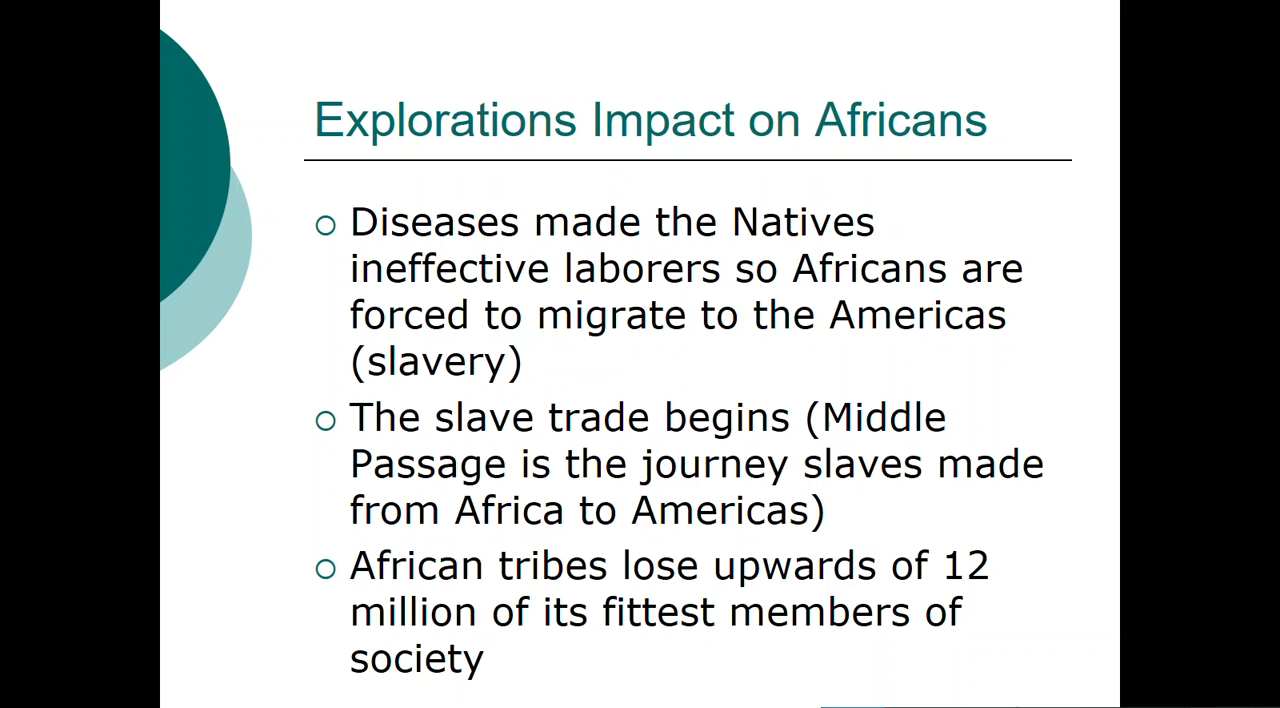 Explorations Impact on Africans
Diseases made the Natives
ineffective laborers so Africans are
forced to migrate to the Americas
(slavery)
The slave trade begins (Middle
Passage is the journey slaves made
from Africa to Americas)
African tribes lose upwards of 12
million of its fittest members of
society